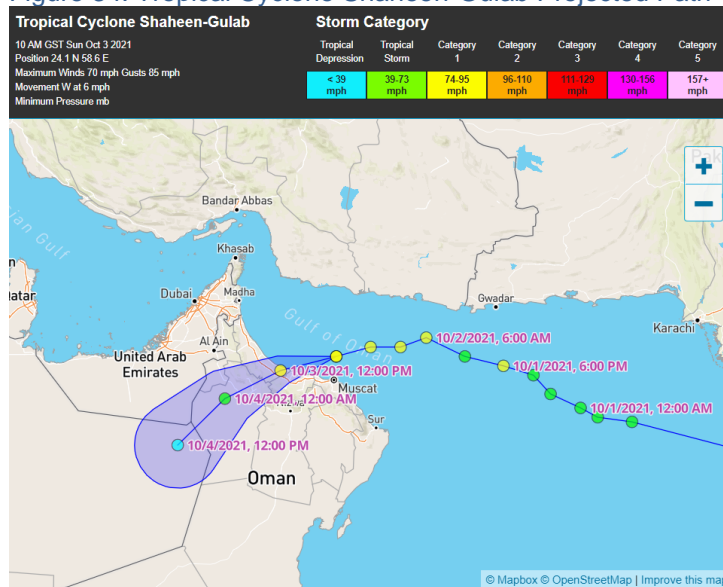 Tropical Cyclone Shaheen-Gulab
10 AM GST Sun Oct 3 2021
Position 24.1 N 58.6 E
Maximum Winds 70 mph Gusts 85 mph
Movement W at 6 mph
Minimum Pressure mb
Storm Category
Tropical Depression
Tropical Storm
Category 1
Category 2
Category 3
Category 4
Category 5
< 39 mph
39-73 mph
74-95 mph
96-110 mph
111-129 mph
130-156 mph
157+ mph
+
−
Bandar Abbas
Khasab
Dubai
Madha
Gwadar
Karachi
Gulf of Oman
Al Ain
United Arab Emirates
10/2/2021, 6:00 AM
10/1/2021, 6:00 PM
10/3/2021, 12:00 PM
Muscat
10/4/2021, 12:00 AM
10/1/2021, 12:00 AM
Sur
10/4/2021, 12:00 PM
Oman
© Mapbox © OpenStreetMap | Improve this map